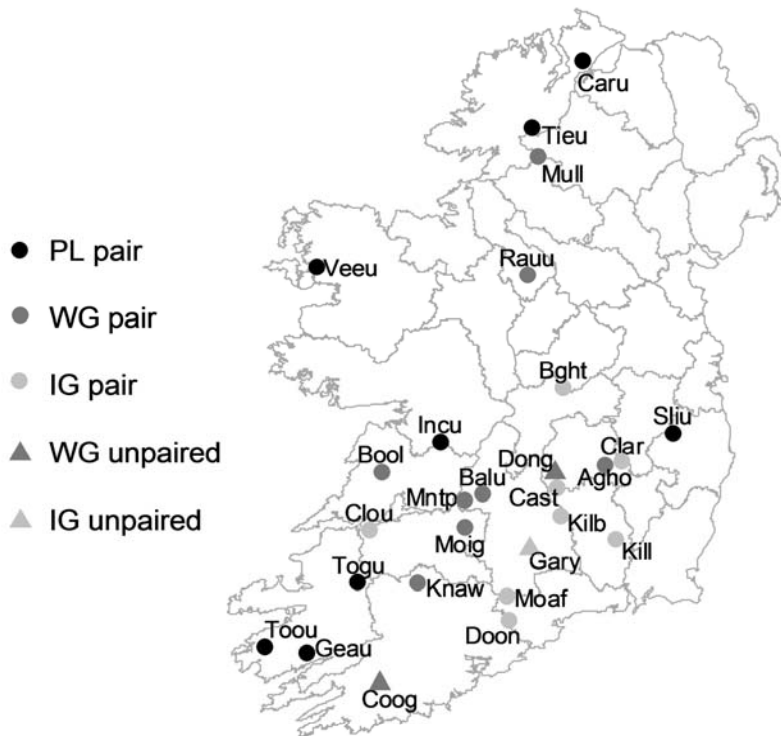 Caru
Tieu
Mull
PL pair
Veeu
Rauu
WG pair
IG pair
Bght
Incu
Sliu
WG unpaired
Bool
Dong
Clar
Balu
Agho
Mntp
Cast
IG unpaired
Clou
Kilb
Moig
Gary
Kill
Togu
Knaw
Moaf
Toou
Geau
Doon
Coog